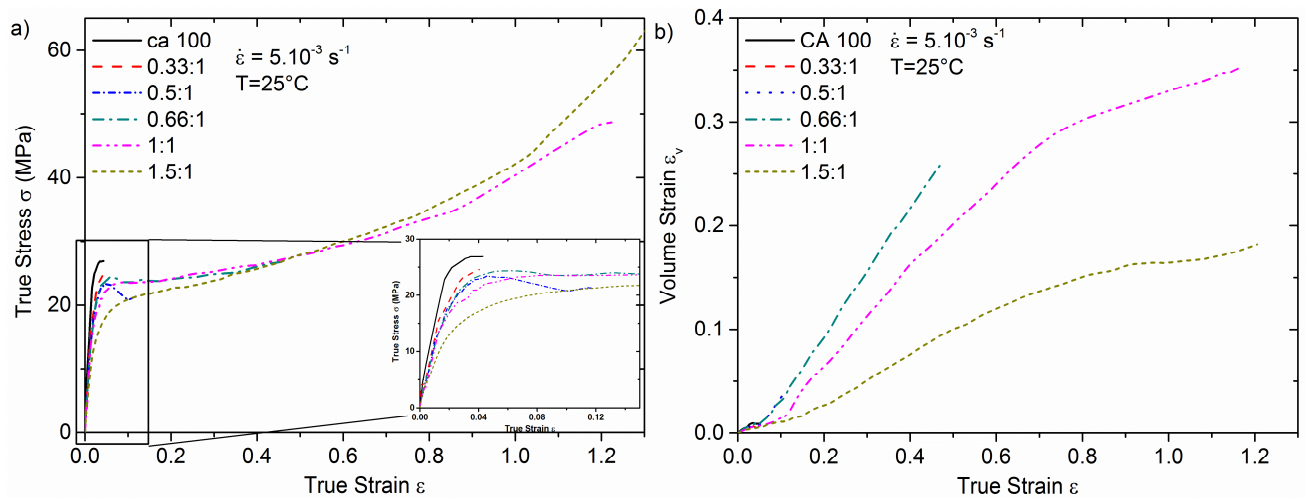 a)
ca 100
0.33:1
0.5:1
0.66:1
1:1
1.5:1
ε̇ = 5.10⁻³ s⁻¹
T=25°C
True Stress σ (MPa)
60
40
20
0
0.0 0.2 0.4 0.6 0.8 1.0 1.2
True Strain ε
True Stress σ (MPa)
30
25
20
15
10
5
0
0.00 0.04 0.08 0.12
True Strain ε
b)
CA 100
0.33:1
0.5:1
0.66:1
1:1
1.5:1
ε̇ = 5.10⁻³ s⁻¹
T=25°C
Volume Strain εᵥ
0.4
0.3
0.2
0.1
0.0
0.0 0.2 0.4 0.6 0.8 1.0 1.2
True Strain ε